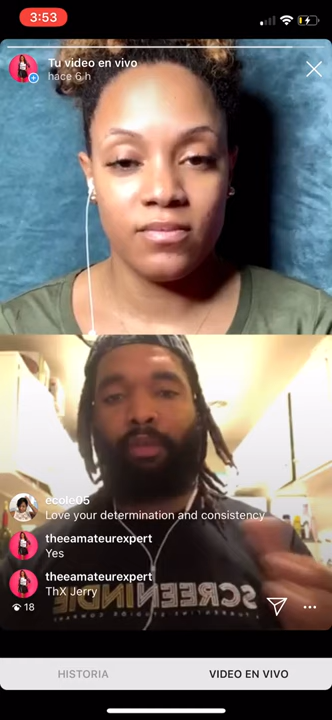 3:53
Tu video en vivo
hace 6 h
ecole05
Love your determination and consistency
theeamateurexpert
Yes
theeamateurexpert
ThX Jerry
18
SCREENINDIE
HISTORIA
VIDEO EN VIVO